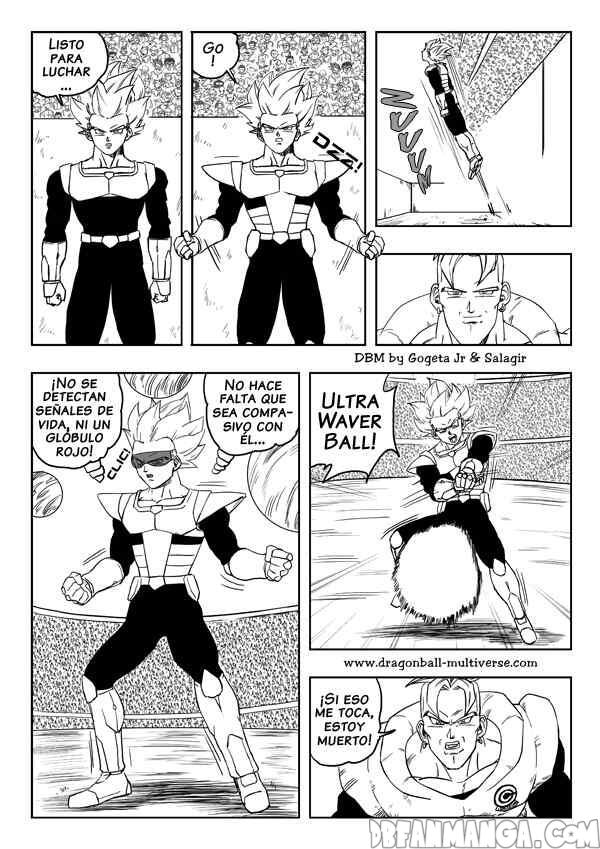 LISTO
PARA
LUCHAR
...
GO
!
DZZ!
ZUUUM
DBM by Gogeta Jr & Salagir
¡NO SE
DETECTAN
SEÑALES DE
VIDA, NI UN
GLÓBULO
ROJO!
CLIC!
NO HACE
FALTA QUE
SEA COMPA-
SIVO CON
ÉL...
ULTRA
WAVER
BALL!
www.dragonball-multiverse.com
¡SI ESO
ME TOCA,
ESTOY
MUERTO!
DBFANMANGA.COM